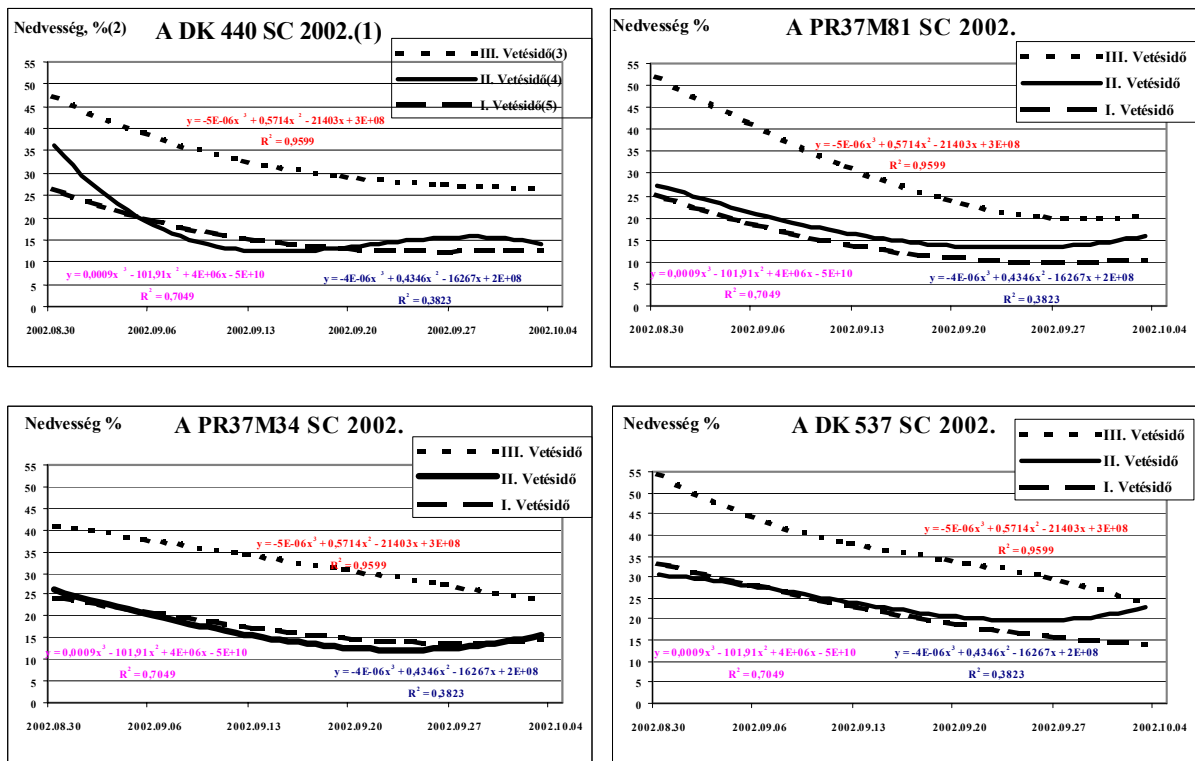 Nedvesség, %(2)
A DK 440 SC 2002.(1)
III. Vetésidő(3)
II. Vetésidő(4)
I. Vetésidő(5)
55
50
45
40
35
30
25
20
15
10
5
0
y = -5E-06x³ + 0,5714x² - 21403x + 3E+08
R² = 0,9599
y = 0,0009x³ - 101,91x² + 4E+06x - 5E+10
R² = 0,7049
y = -4E-06x³ + 0,4346x² - 16267x + 2E+08
R² = 0,3823
2002.08.30 2002.09.06 2002.09.13 2002.09.20 2002.09.27 2002.10.04
Nedvesség %
A PR37M81 SC 2002.
III. Vetésidő
II. Vetésidő
I. Vetésidő
55
50
45
40
35
30
25
20
15
10
5
0
y = -5E-06x³ + 0,5714x² - 21403x + 3E+08
R² = 0,9599
y = 0,0009x³ - 101,91x² + 4E+06x - 5E+10
R² = 0,7049
y = -4E-06x³ + 0,4346x² - 16267x + 2E+08
R² = 0,3823
2002.08.30 2002.09.06 2002.09.13 2002.09.20 2002.09.27 2002.10.04
Nedvesség %
A PR37M34 SC 2002.
III. Vetésidő
II. Vetésidő
I. Vetésidő
55
50
45
40
35
30
25
20
15
10
5
0
y = -5E-06x³ + 0,5714x² - 21403x + 3E+08
R² = 0,9599
y = 0,0009x³ - 101,91x² + 4E+06x - 5E+10
R² = 0,7049
y = -4E-06x³ + 0,4346x² - 16267x + 2E+08
R² = 0,3823
2002.08.30 2002.09.06 2002.09.13 2002.09.20 2002.09.27 2002.10.04
Nedvesség %
A DK 537 SC 2002.
III. Vetésidő
II. Vetésidő
I. Vetésidő
55
50
45
40
35
30
25
20
15
10
5
0
y = -5E-06x³ + 0,5714x² - 21403x + 3E+08
R² = 0,9599
y = 0,0009x³ - 101,91x² + 4E+06x - 5E+10
R² = 0,7049
y = -4E-06x³ + 0,4346x² - 16267x + 2E+08
R² = 0,3823
2002.08.30 2002.09.06 2002.09.13 2002.09.20 2002.09.27 2002.10.04